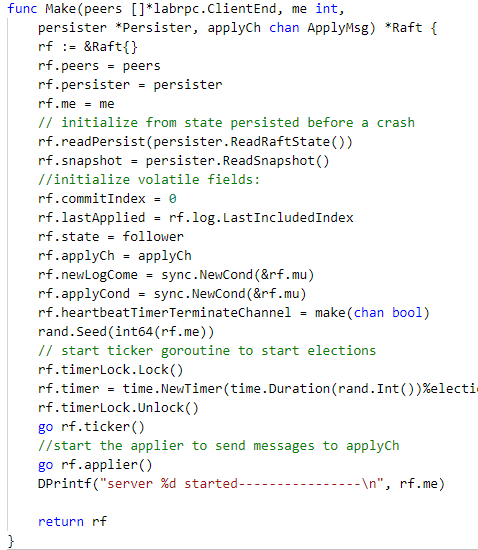 func Make(peers []*labrpc.ClientEnd, me int,
persister *Persister, applyCh chan ApplyMsg) *Raft {
rf := &Raft{}
rf.peers = peers
rf.persister = persister
rf.me = me
// initialize from state persisted before a crash
rf.readPersist(persister.ReadRaftState())
rf.snapshot = persister.ReadSnapshot()
//initialize volatile fields:
rf.commitIndex = 0
rf.lastApplied = rf.log.LastIncludedIndex
rf.state = follower
rf.applyCh = applyCh
rf.newLogCome = sync.NewCond(&rf.mu)
rf.applyCond = sync.NewCond(&rf.mu)
rf.heartbeatTimerTerminateChannel = make(chan bool)
rand.Seed(int64(rf.me))
// start ticker goroutine to start elections
rf.timerLock.Lock()
rf.timer = time.NewTimer(time.Duration(rand.Int())%electi
rf.timerLock.Unlock()
go rf.ticker()
//start the applier to send messages to applyCh
go rf.applier()
DPrintf("server %d started----------------\n", rf.me)
return rf
}